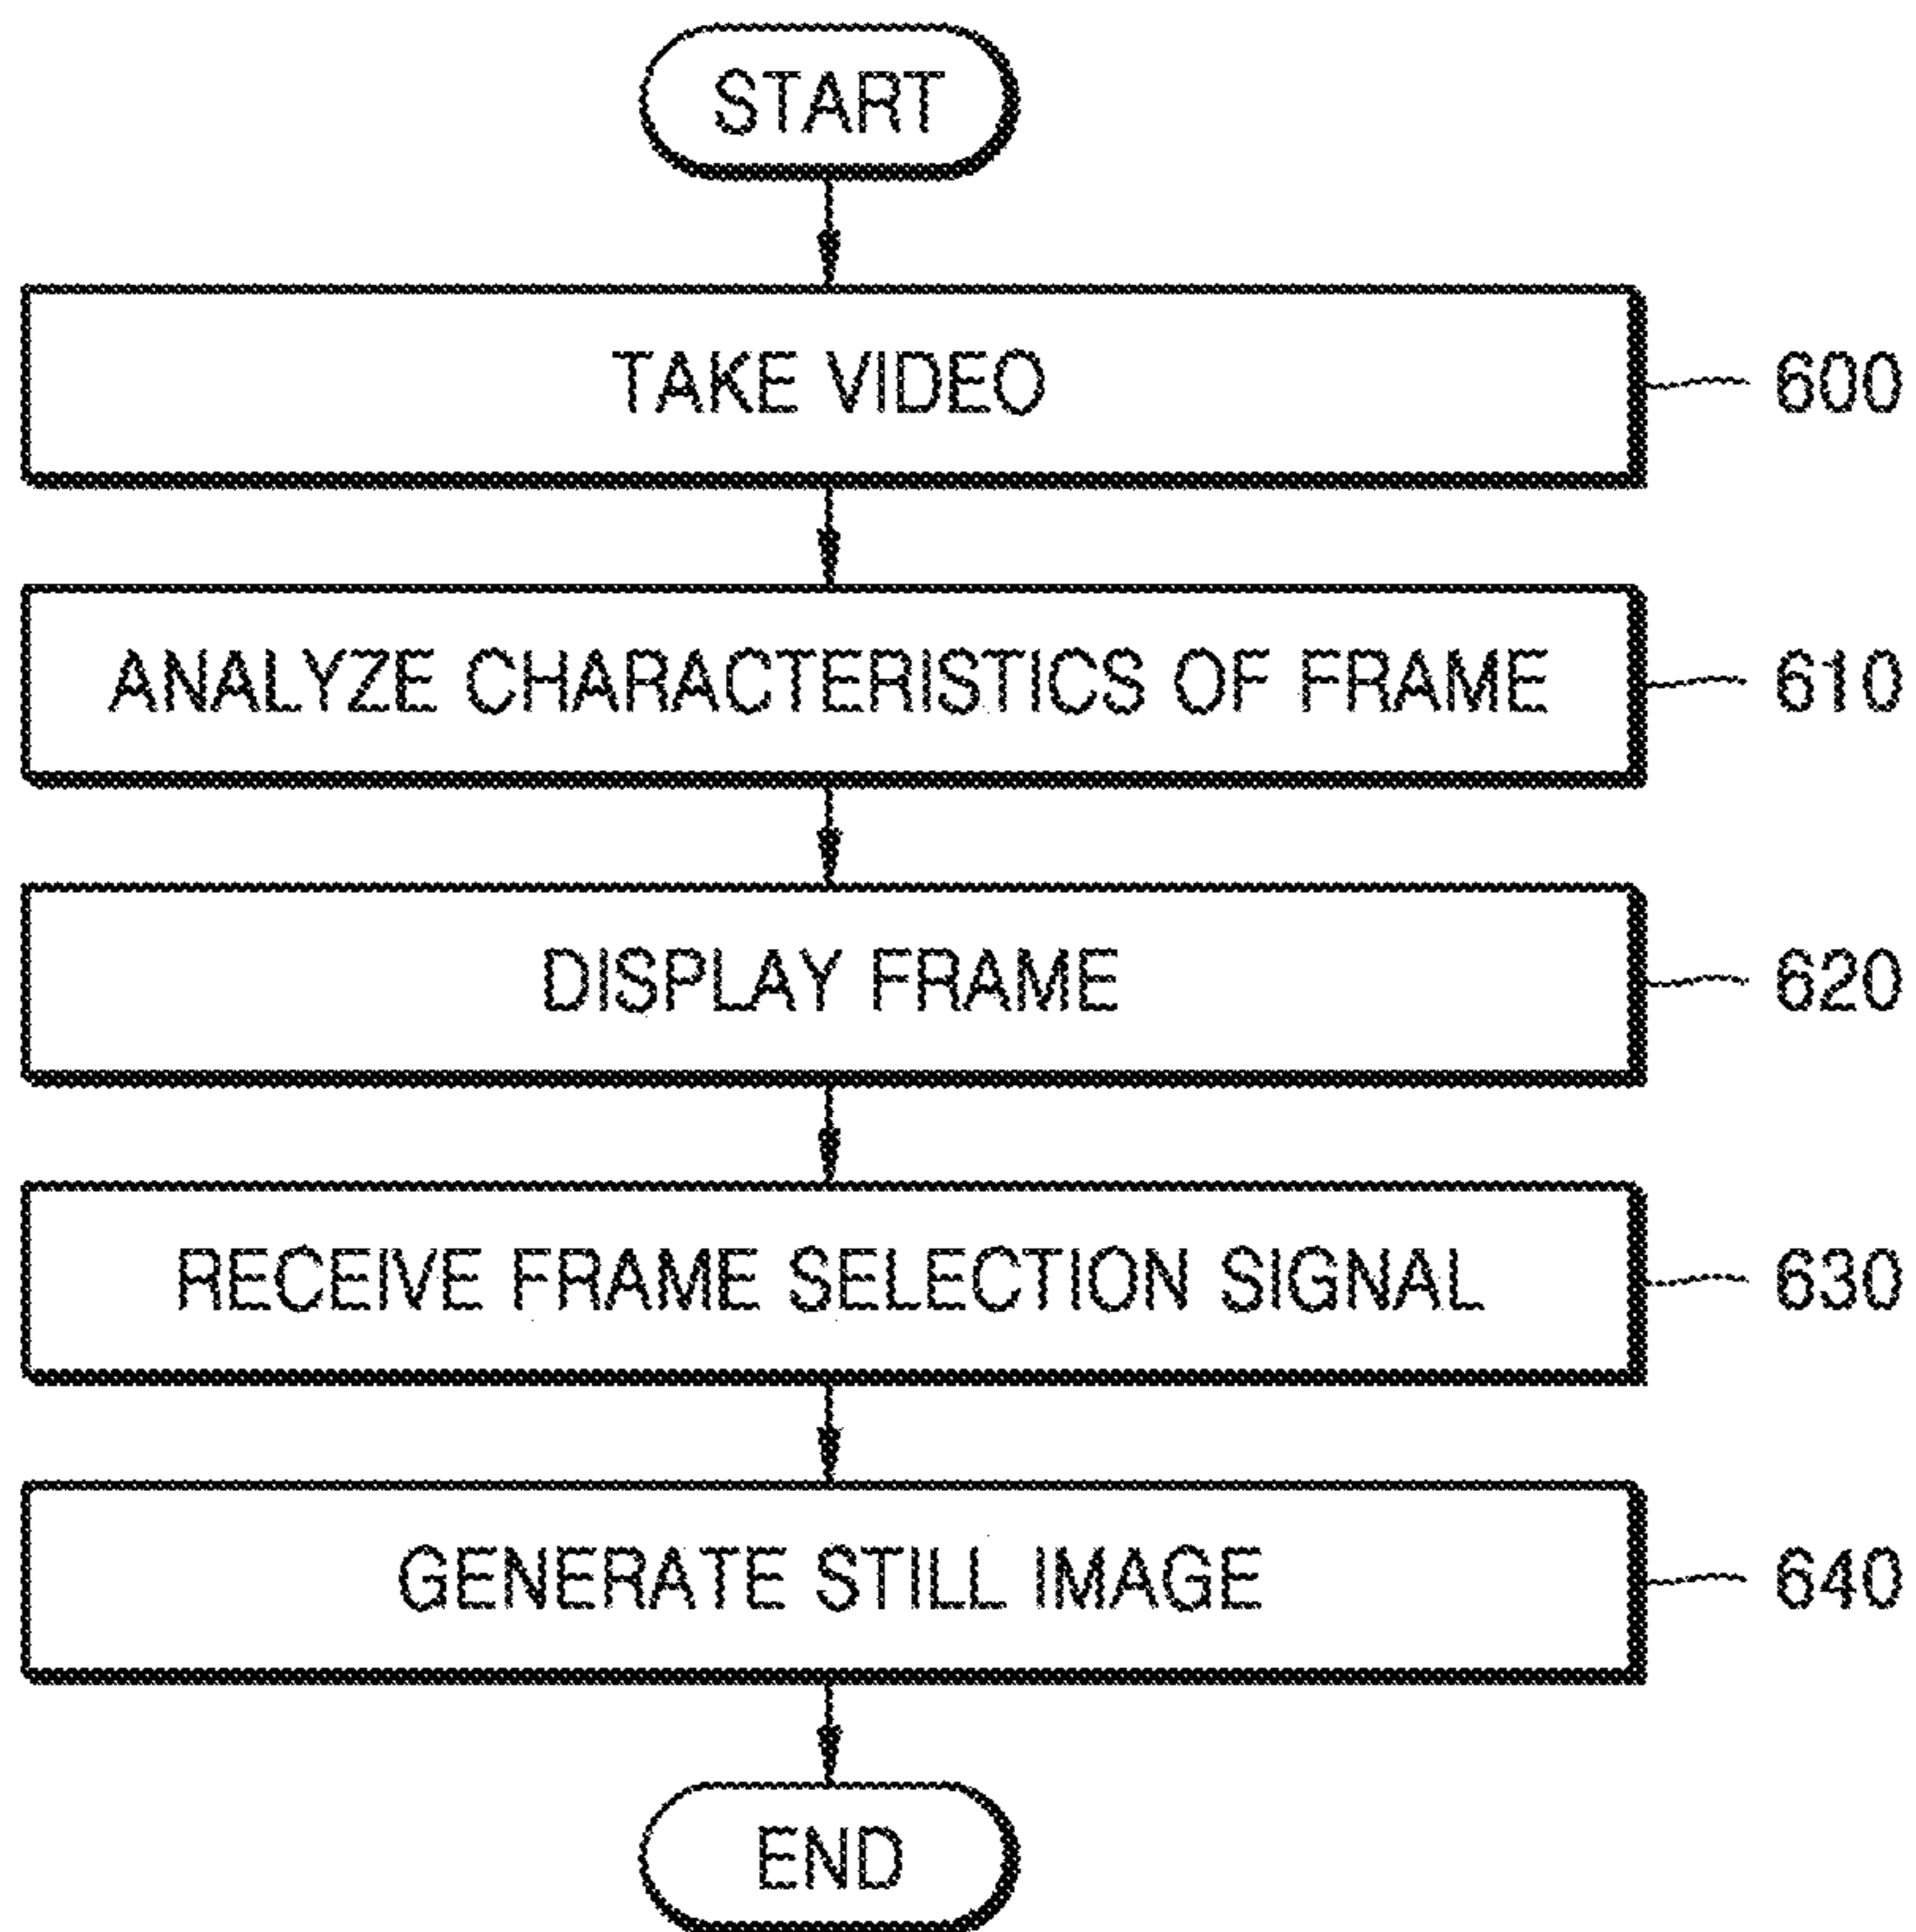 START
TAKE VIDEO 600
ANALYZE CHARACTERISTICS OF FRAME 610
DISPLAY FRAME 620
RECEIVE FRAME SELECTION SIGNAL 630
GENERATE STILL IMAGE 640
END